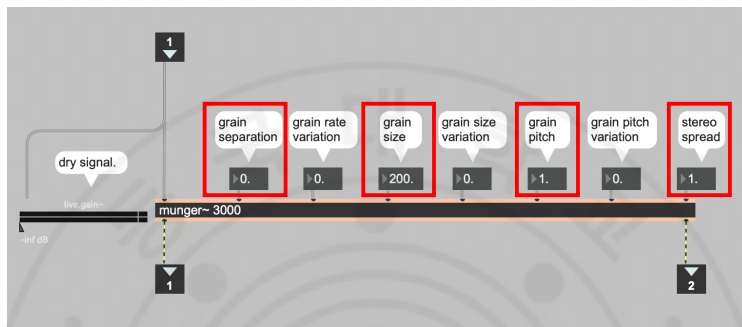 1
grain
separation
grain rate
variation
grain
size
grain size
variation
grain
pitch
grain pitch
variation
stereo
spread
dry signal.
0.
0.
200.
0.
1.
0.
1.
live.gain~
munger~ 3000
-inf dB
1
2